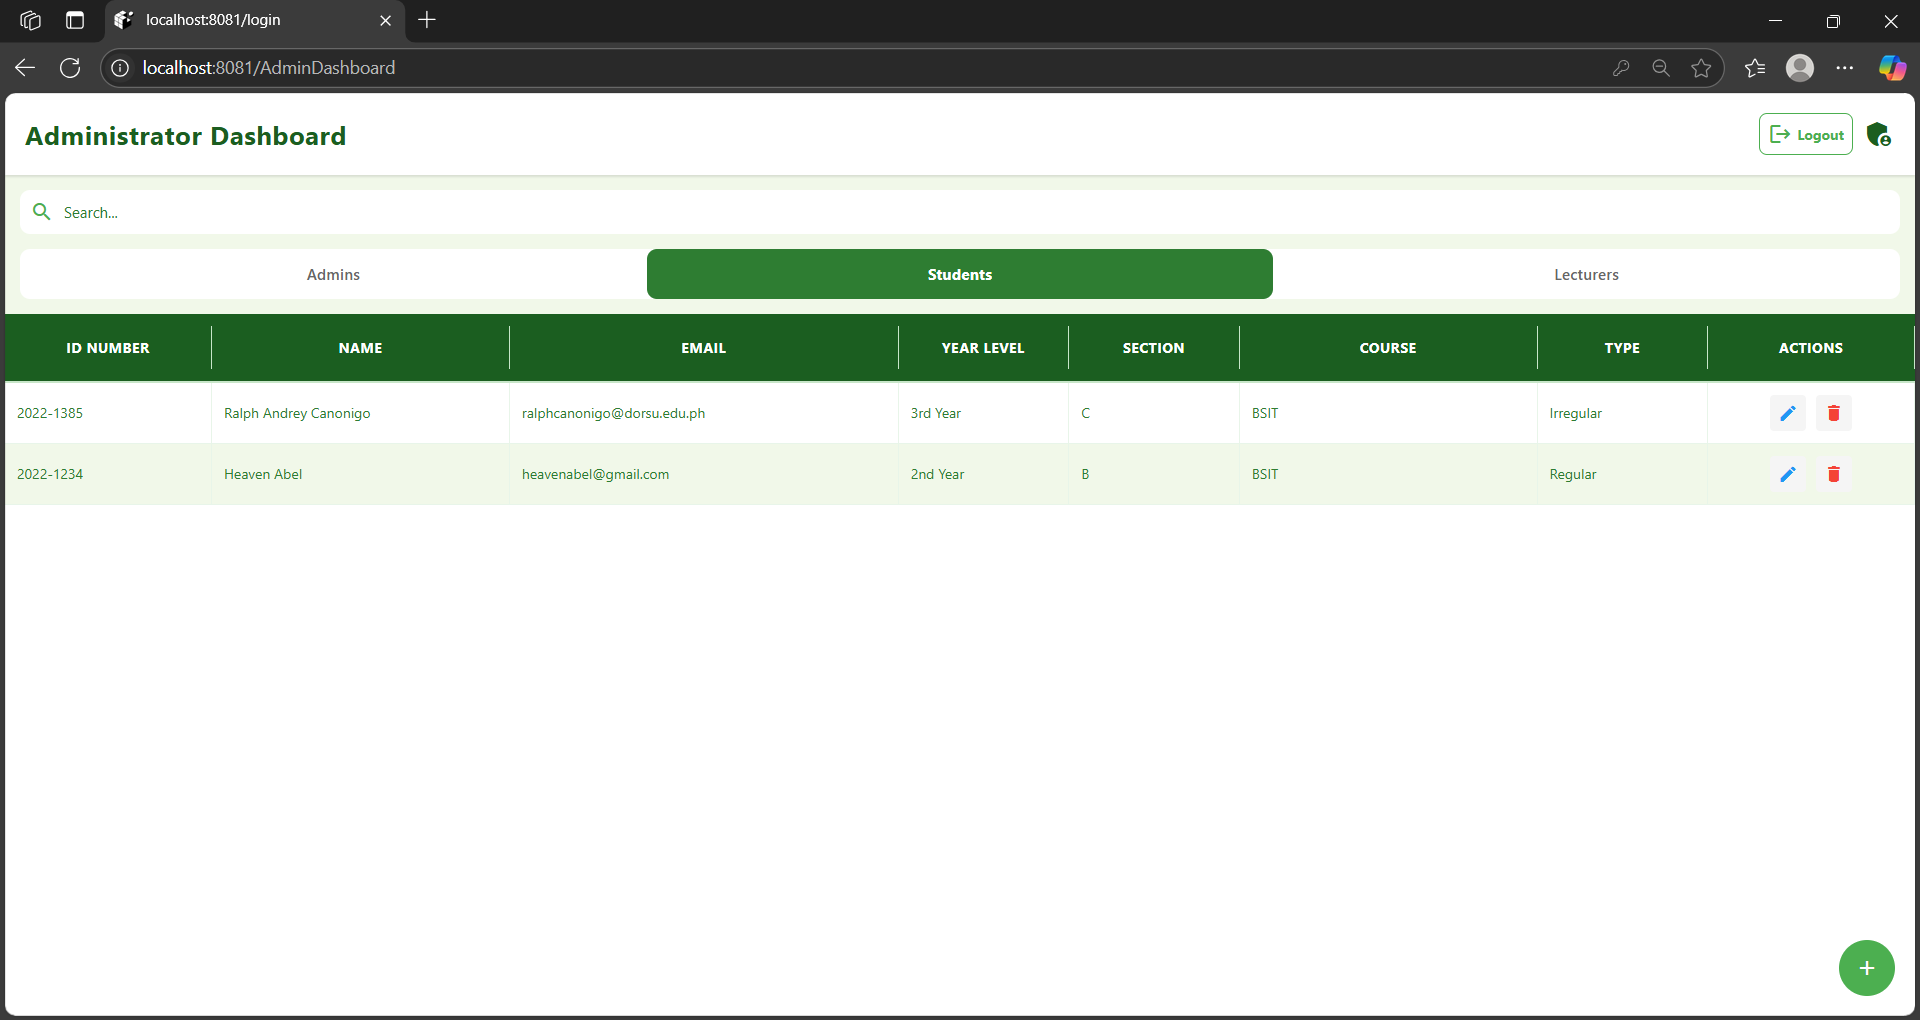 localhost:8081/login
localhost:8081/AdminDashboard
Administrator Dashboard
Logout
Search...
Admins Students Lecturers
ID NUMBER NAME EMAIL YEAR LEVEL SECTION COURSE TYPE ACTIONS
2022-1385 Ralph Andrey Canonigo ralphcanonigo@dorsu.edu.ph 3rd Year C BSIT Irregular
2022-1234 Heaven Abel heavenabel@gmail.com 2nd Year B BSIT Regular
+